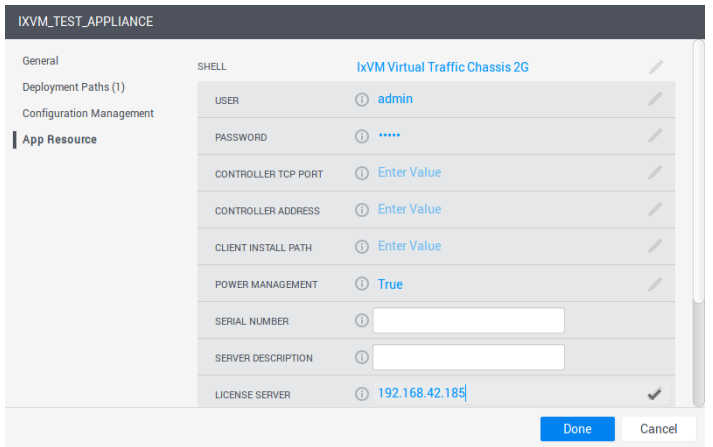 IXVM_TEST_APPLIANCE
General
Deployment Paths (1)
Configuration Management
App Resource
SHELL IxVM Virtual Traffic Chassis 2G
USER admin
PASSWORD •••••
CONTROLLER TCP PORT Enter Value
CONTROLLER ADDRESS Enter Value
CLIENT INSTALL PATH Enter Value
POWER MANAGEMENT True
SERIAL NUMBER
SERVER DESCRIPTION
LICENSE SERVER 192.168.42.185
Done Cancel